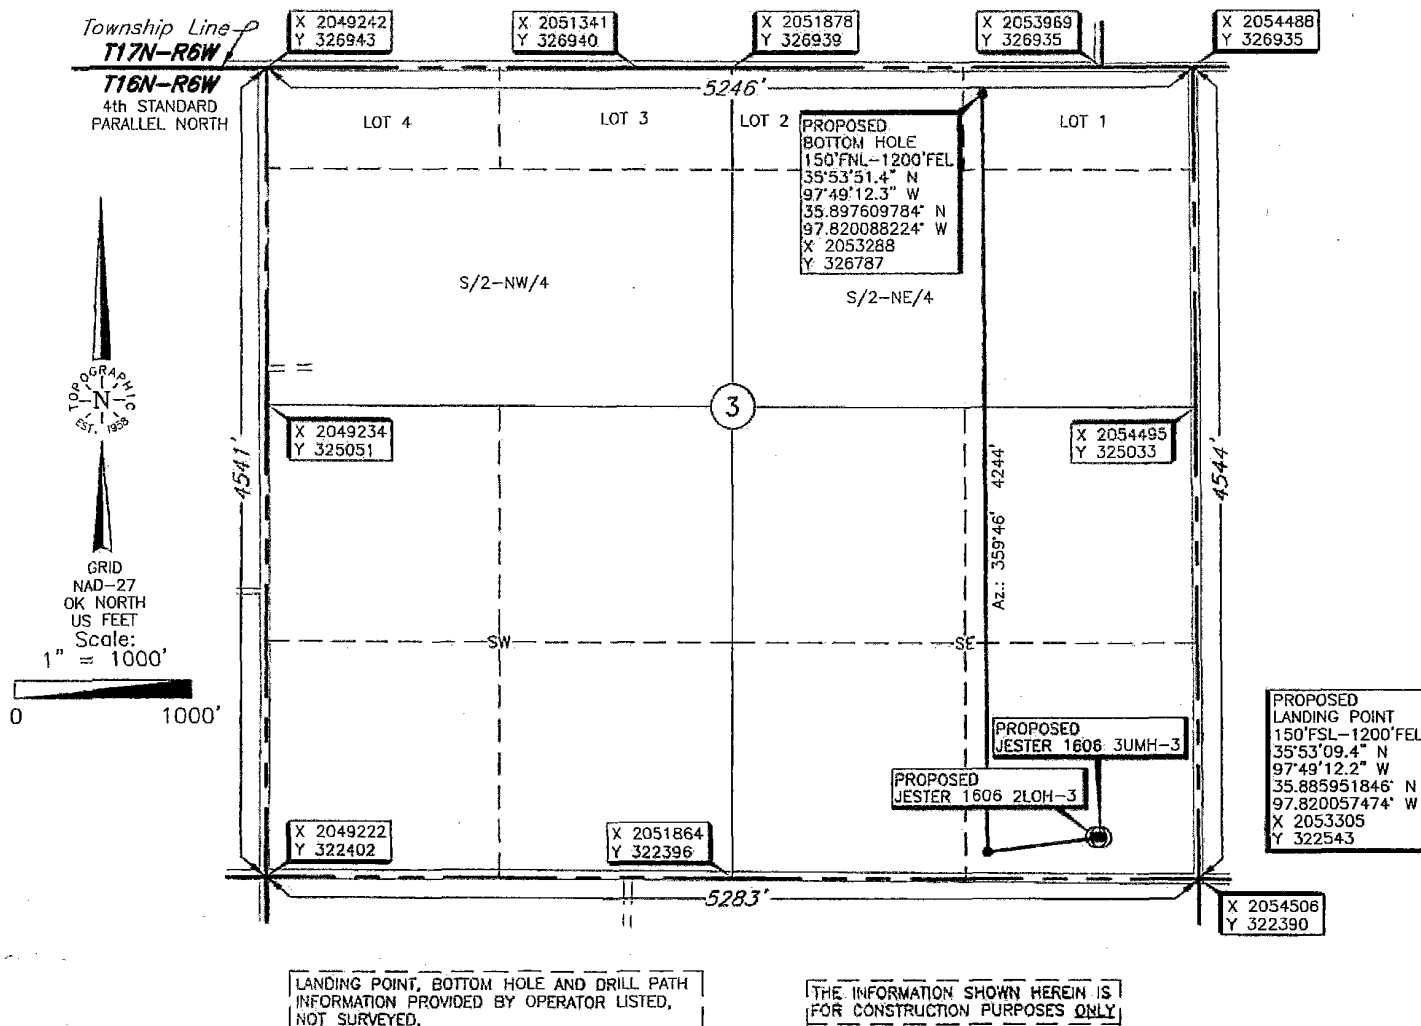 Township Line
T17N-R6W
T16N-R6W
4th STANDARD
PARALLEL NORTH
X 2049242
Y 326943
X 2051341
Y 326940
X 2051878
Y 326939
X 2053969
Y 326935
X 2054488
Y 326935
5246'
LOT 4
LOT 3
LOT 2
LOT 1
PROPOSED
BOTTOM HOLE
150'FNL-1200'FEL
35°53'51.4" N
97°49'12.3" W
35.897609784° N
97.820088224° W
X 2053288
Y 326787
S/2-NW/4
S/2-NE/4
TOPOGRAPHIC
N
EST. 1958
3
X 2049234
Y 325051
X 2054495
Y 325033
4541'
4544'
Az.: 359°46' 4244'
GRID
NAD-27
OK NORTH
US FEET
Scale:
1" = 1000'
0 1000'
SW
SE
PROPOSED
JESTER 1606 3UMH-3
PROPOSED
JESTER 1606 2LOH-3
PROPOSED
LANDING POINT
150'FSL-1200'FEL
35°53'09.4" N
97°49'12.2" W
35.885951846° N
97.820057474° W
X 2053305
Y 322543
X 2049222
Y 322402
X 2051864
Y 322396
5283'
X 2054506
Y 322390
LANDING POINT, BOTTOM HOLE AND DRILL PATH
INFORMATION PROVIDED BY OPERATOR LISTED,
NOT SURVEYED.
THE INFORMATION SHOWN HEREIN IS
FOR CONSTRUCTION PURPOSES ONLY